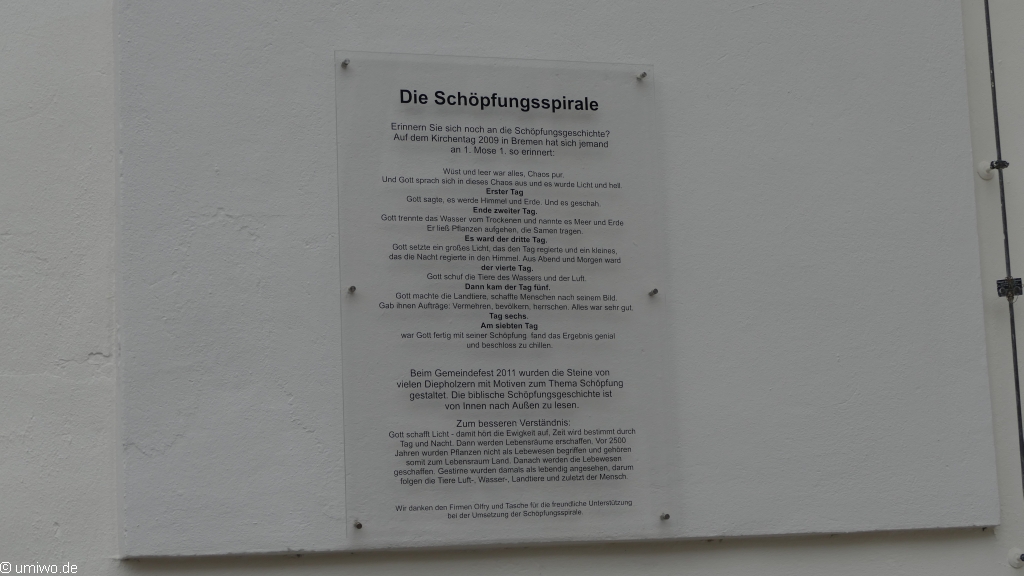 Die Schöpfungsspirale
Erinnern Sie sich noch an die Schöpfungsgeschichte?
Auf dem Kirchentag 2009 in Bremen hat sich jemand
an 1. Mose 1. so erinnert:
Wüst und leer war alles, Chaos pur.
Und Gott sprach sich in dieses Chaos aus und es wurde Licht und hell.
Erster Tag
Gott sagte, es werde Himmel und Erde. Und es geschah.
Ende zweiter Tag.
Gott trennte das Wasser vom Trockenen und nannte es Meer und Erde
Er ließ Pflanzen aufgehen, die Samen tragen.
Es ward der dritte Tag.
Gott setzte ein großes Licht, das den Tag regierte und ein kleines,
das die Nacht regierte in den Himmel. Aus Abend und Morgen ward
der vierte Tag.
Gott schuf die Tiere des Wassers und der Luft.
Dann kam der Tag fünf.
Gott machte die Landtiere, schaffte Menschen nach seinem Bild.
Gab ihnen Aufträge: Vermehren, bevölkern, herrschen. Alles war sehr gut.
Tag sechs.
Am siebten Tag
war Gott fertig mit seiner Schöpfung, fand das Ergebnis genial
und beschloss zu chillen.
Beim Gemeindefest 2011 wurden die Steine von
vielen Diepholzern mit Motiven zum Thema Schöpfung
gestaltet. Die biblische Schöpfungsgeschichte ist
von Innen nach Außen zu lesen.
Zum besseren Verständnis:
Gott schafft Licht - damit hört die Ewigkeit auf, Zeit wird bestimmt durch
Tag und Nacht. Dann werden Lebensräume erschaffen. Vor 2500
Jahren wurden Pflanzen nicht als Lebewesen begriffen und gehören
somit zum Lebensraum Land. Danach werden die Lebewesen
geschaffen. Gestirne wurden damals als lebendig angesehen, darum
folgen die Tiere Luft-, Wasser-, Landtiere und zuletzt der Mensch.
Wir danken den Firmen Olfry und Tasche für die freundliche Unterstützung
bei der Umsetzung der Schöpfungsspirale.
© umiwo.de